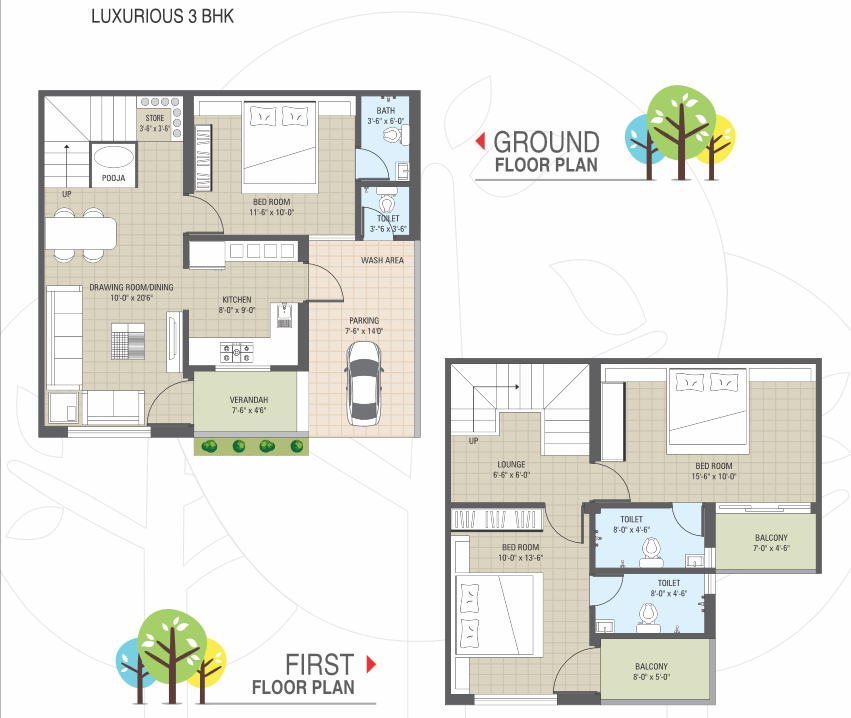 LUXURIOUS 3 BHK
GROUND
FLOOR PLAN
STORE
3'-6" x 3'-6"
BATH
3'-6" x 6'-0"
POOJA
UP
BED ROOM
11'-6" x 10'-0"
TOILET
3'-"6 x 3'-6"
WASH AREA
DRAWING ROOM/DINING
10'-0" x 20'6"
KITCHEN
8'-0" x 9'-0"
PARKING
7'-6" x 14'0"
VERANDAH
7'-6" x 4'6"
UP
LOUNGE
6'-6" x 6'-0"
BED ROOM
15'-6" x 10'-0"
TOILET
8'-0" x 4'-6"
BALCONY
7'-0" x 4'-6"
BED ROOM
10'-0" x 13'-6"
TOILET
8'-0" x 4'-6"
BALCONY
8'-0" x 5'-0"
FIRST
FLOOR PLAN